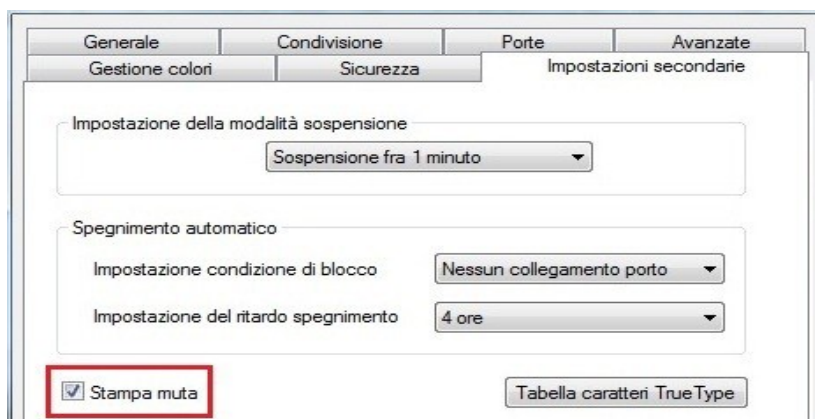 Generale Condivisione Porte Avanzate
Gestione colori Sicurezza Impostazioni secondarie
Impostazione della modalità sospensione
Sospensione fra 1 minuto
Spegnimento automatico
Impostazione condizione di blocco Nessun collegamento porto
Impostazione del ritardo spegnimento 4 ore
Stampa muta Tabella caratteri TrueType